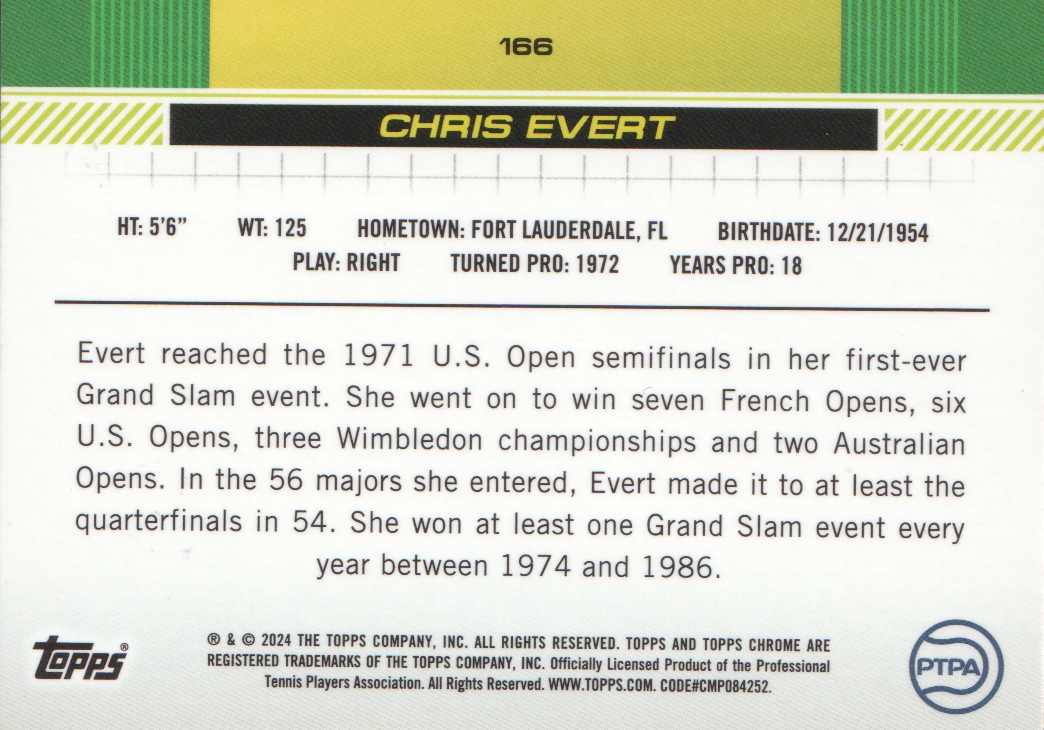 166
CHRIS EVERT
HT: 5'6" WT: 125 HOMETOWN: FORT LAUDERDALE, FL BIRTHDATE: 12/21/1954
PLAY: RIGHT TURNED PRO: 1972 YEARS PRO: 18
Evert reached the 1971 U.S. Open semifinals in her first-ever
Grand Slam event. She went on to win seven French Opens, six
U.S. Opens, three Wimbledon championships and two Australian
Opens. In the 56 majors she entered, Evert made it to at least the
quarterfinals in 54. She won at least one Grand Slam event every
year between 1974 and 1986.
Topps®
® & © 2024 THE TOPPS COMPANY, INC. ALL RIGHTS RESERVED. TOPPS AND TOPPS CHROME ARE
REGISTERED TRADEMARKS OF THE TOPPS COMPANY, INC. Officially Licensed Product of the Professional
Tennis Players Association. All Rights Reserved. WWW.TOPPS.COM. CODE#CMP084252.
PTPA